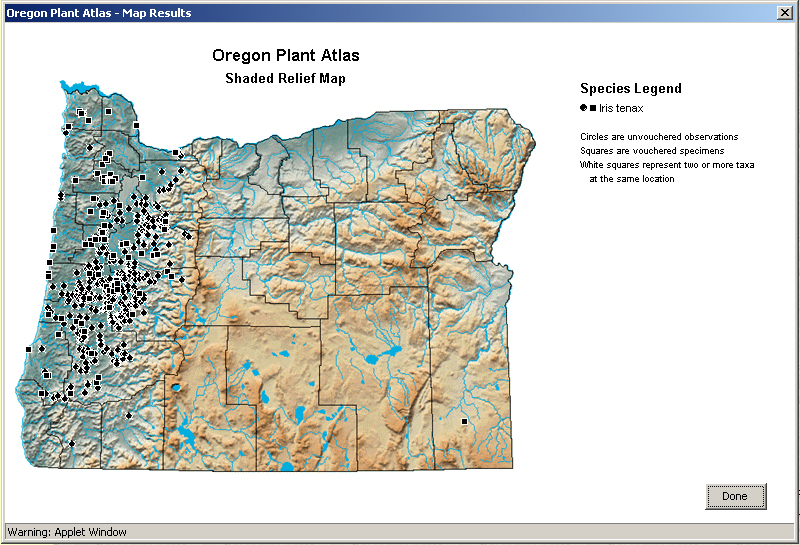 Oregon Plant Atlas - Map Results
Oregon Plant Atlas
Shaded Relief Map
Species Legend
Iris tenax
Circles are unvouchered observations
Squares are vouchered specimens
White squares represent two or more taxa
at the same location
Done
Warning: Applet Window